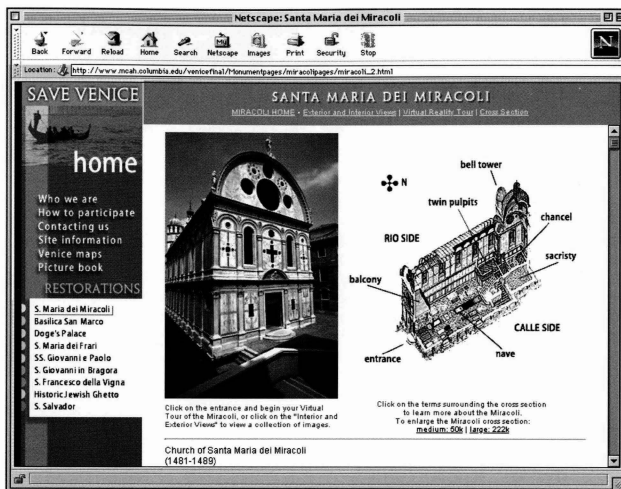 Netscape: Santa Maria dei Miracoli
Back Forward Reload Home Search Netscape Images Print Security Stop
N
Location: http://www.mcah.columbia.edu/venicefinal/Monumentpages/miracolipages/miracoli_2.html
SAVE VENICE
home
Who we are
How to participate
Contacting us
Site information
Venice maps
Picture book
RESTORATIONS
S. Maria dei Miracoli
Basilica San Marco
Doge's Palace
S. Maria dei Frari
SS. Giovanni e Paolo
S. Giovanni in Bragora
S. Francesco della Vigna
Historic Jewish Ghetto
S. Salvador
SANTA MARIA DEI MIRACOLI
MIRACOLI HOME • Exterior and Interior Views | Virtual Reality Tour | Cross Section
Click on the entrance and begin your Virtual
Tour of the Miracoli, or click on the "Interior and
Exterior Views" to view a collection of images.
N
bell tower
twin pulpits
chancel
RIO SIDE
sacristy
balcony
CALLE SIDE
entrance
nave
Click on the terms surrounding the cross section
to learn more about the Miracoli.
To enlarge the Miracoli cross section:
medium: 50k | large: 222k
Church of Santa Maria dei Miracoli
(1481-1489)